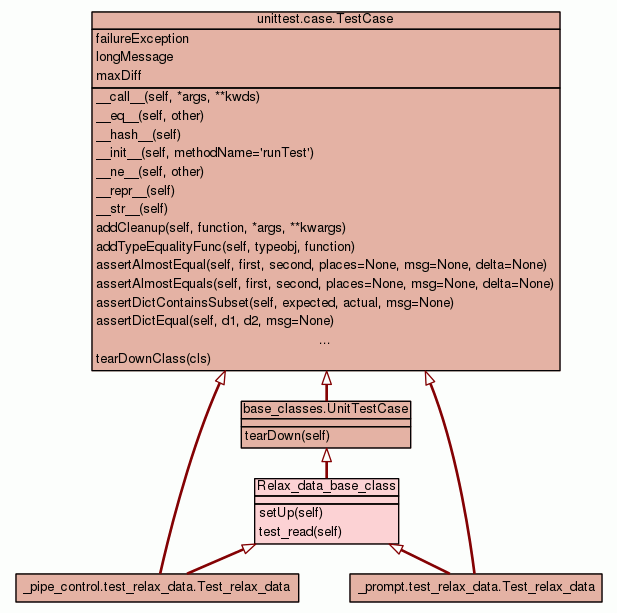 unittest.case.TestCase
failureException
longMessage
maxDiff
__call__(self, *args, **kwds)
__eq__(self, other)
__hash__(self)
__init__(self, methodName='runTest')
__ne__(self, other)
__repr__(self)
__str__(self)
addCleanup(self, function, *args, **kwargs)
addTypeEqualityFunc(self, typeobj, function)
assertAlmostEqual(self, first, second, places=None, msg=None, delta=None)
assertAlmostEquals(self, first, second, places=None, msg=None, delta=None)
assertDictContainsSubset(self, expected, actual, msg=None)
assertDictEqual(self, d1, d2, msg=None)
...
tearDownClass(cls)
base_classes.UnitTestCase
tearDown(self)
Relax_data_base_class
setUp(self)
test_read(self)
_pipe_control.test_relax_data.Test_relax_data
_prompt.test_relax_data.Test_relax_data